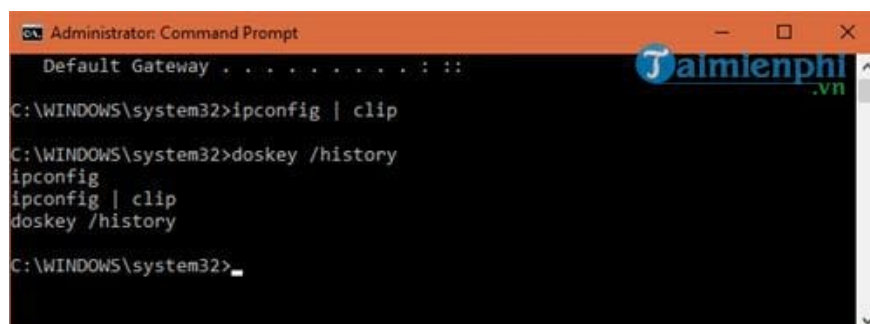 Administrator: Command Prompt
Taimienphi
.vn
Default Gateway . . . . . . . . . : ::
C:\WINDOWS\system32>ipconfig | clip
C:\WINDOWS\system32>doskey /history
ipconfig
ipconfig | clip
doskey /history
C:\WINDOWS\system32>